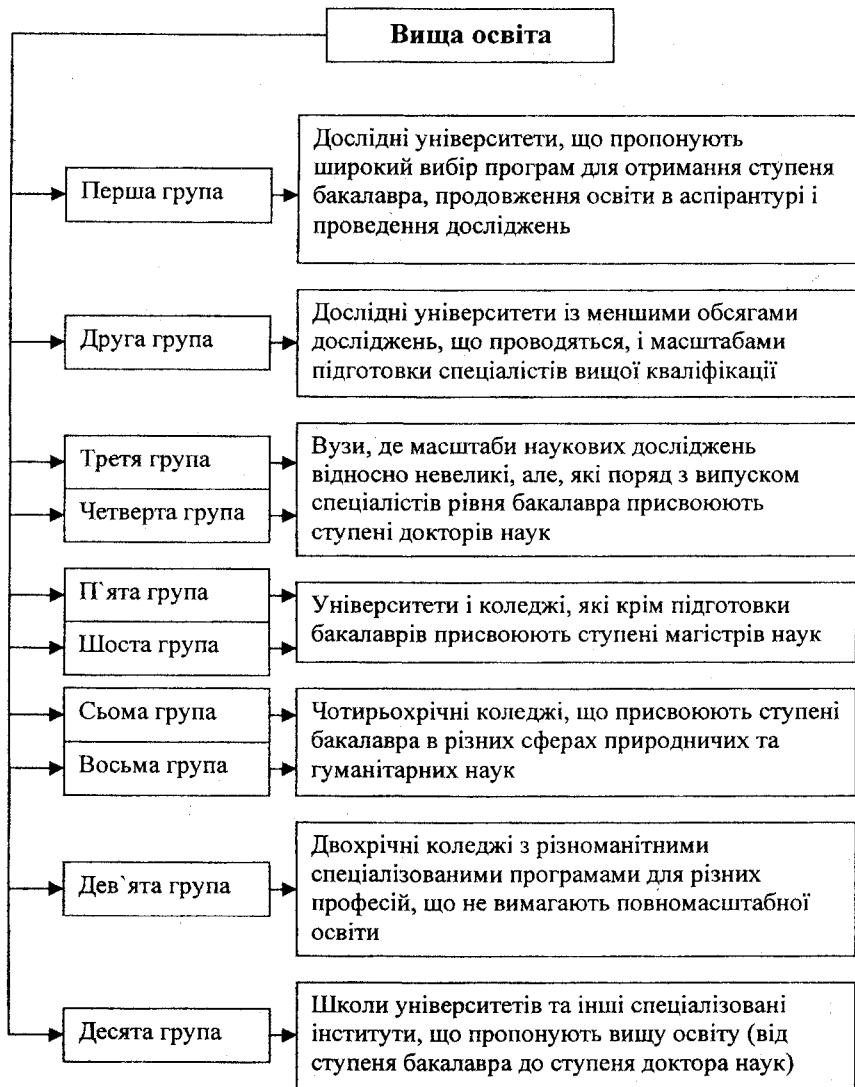 Вища освіта
Перша група
Дослідні університети, що пропонують
широкий вибір програм для отримання ступеня
бакалавра, продовження освіти в аспірантурі і
проведення досліджень
Друга група
Дослідні університети із меншими обсягами
досліджень, що проводяться, і масштабами
підготовки спеціалістів вищої кваліфікації
Третя група
Четверта група
Вузи, де масштаби наукових досліджень
відносно невеликі, але, які поряд з випуском
спеціалістів рівня бакалавра присвоюють
ступені докторів наук
П`ята група
Шоста група
Університети і коледжі, які крім підготовки
бакалаврів присвоюють ступені магістрів наук
Сьома група
Восьма група
Чотирьохрічні коледжі, що присвоюють ступені
бакалавра в різних сферах природничих та
гуманітарних наук
Дев`ята група
Двохрічні коледжі з різноманітними
спеціалізованими програмами для різних
професій, що не вимагають повномасштабної
освіти
Десята група
Школи університетів та інші спеціалізовані
інститути, що пропонують вищу освіту (від
ступеня бакалавра до ступеня доктора наук)